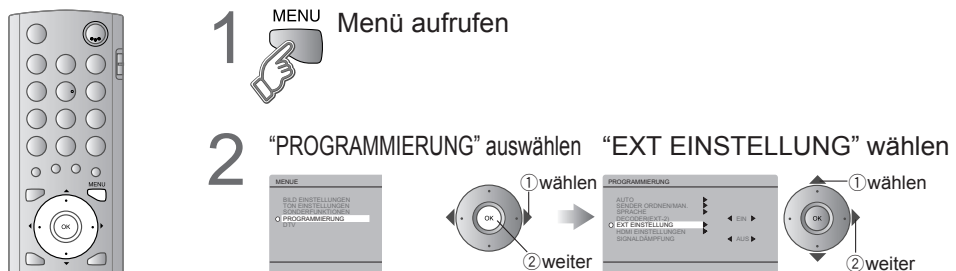 MENU
1 MENU Menü aufrufen
2 “PROGRAMMIERUNG” auswählen “EXT EINSTELLUNG” wählen
MENUE
BILD EINSTELLUNGEN
TON EINSTELLUNGEN
SONDERFUNKTIONEN
PROGRAMMIERUNG
DTV
OK
①wählen
②weiter
PROGRAMMIERUNG
AUTO
SENDER ORDNEN/MAN.
SPRACHE
DECODER(EXT-2) EIN
EXT EINSTELLUNG
HDMI EINSTELLUNGEN
SIGNALDÄMPFUNG AUS
OK
①wählen
②weiter
OK